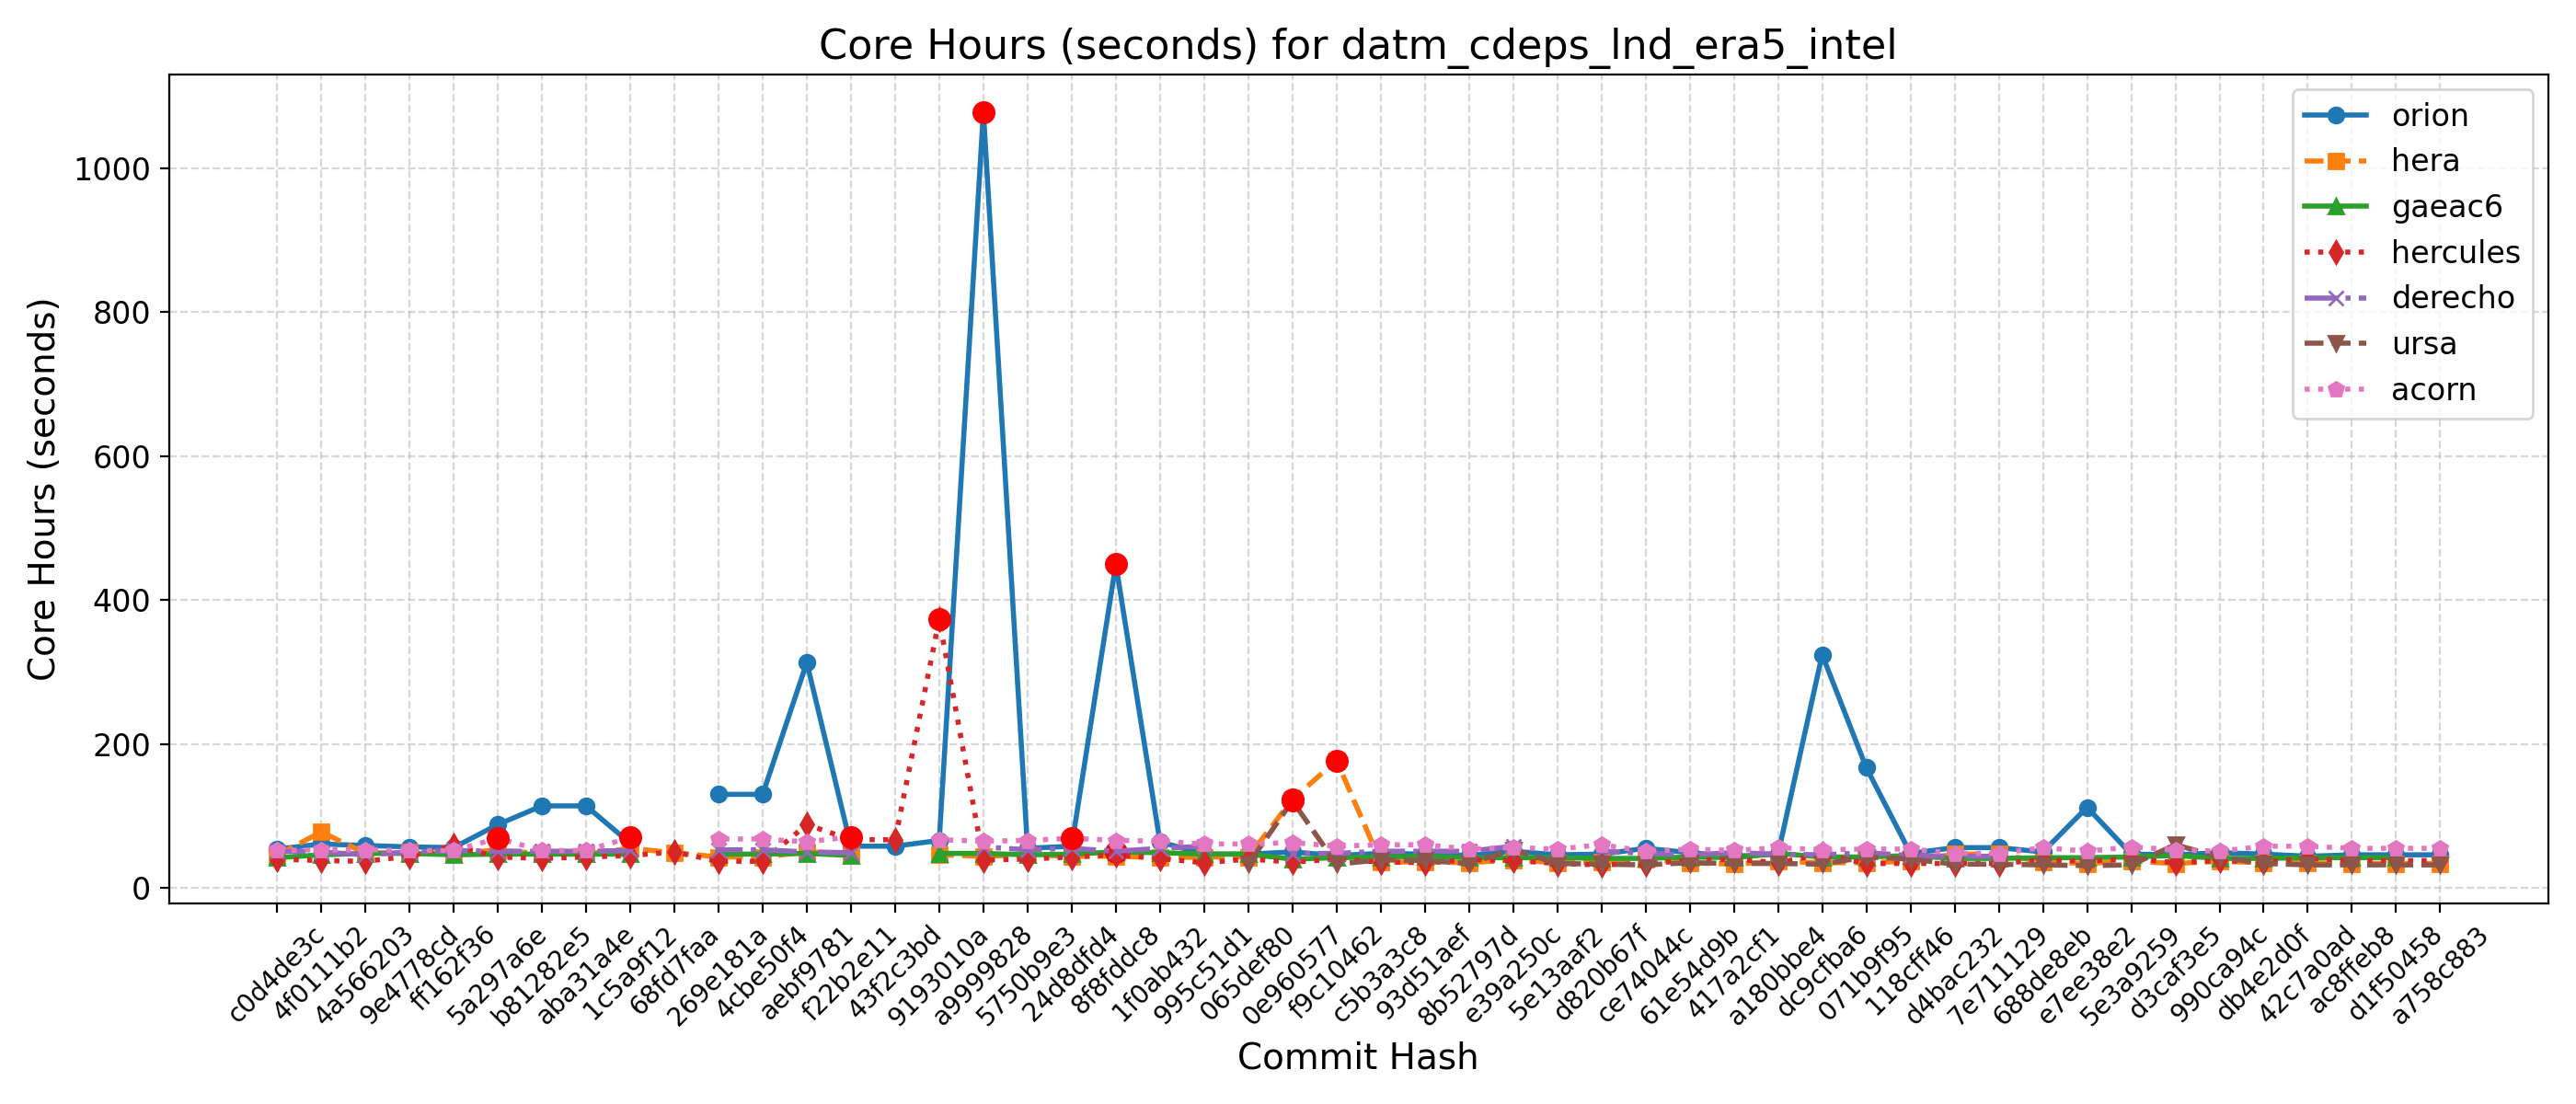 Core Hours (seconds) for datm_cdeps_lnd_era5_intel
Core Hours (seconds)
1000
800
600
400
200
0
orion
hera
gaeac6
hercules
derecho
ursa
acorn
c0d4de3c
4f0111b2
4a566203
9e4778cd
ff162f36
5a297a6e
b81282e5
aba31a4e
1c5a9f12
68fd7faa
269e181a
4cbe50f4
aebf9781
f22b2e11
43f2c3bd
9193010a
a9999828
5750b9e3
24d8dfd4
8f8fddc8
1f0ab432
995c51d1
065def80
0e960577
f9c10462
c5b3a3c8
93d51aef
8b52797d
e39a250c
5e13aaf2
d820b67f
ce74044c
61e54d9b
417a2cf1
a180bbe4
dc9cfba6
071b9f95
118cff46
d4bac232
7e711129
688de8eb
e7ee38e2
5e3a9259
d3caf3e5
990ca94c
db4e2d0f
42c7a0ad
ac8ffeb8
d1f50458
a758c883
Commit Hash